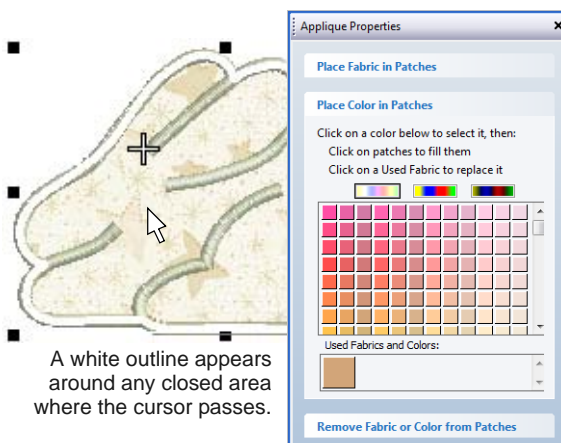 Applique Properties
Place Fabric in Patches
Place Color in Patches
Click on a color below to select it, then:
Click on patches to fill them
Click on a Used Fabric to replace it
Used Fabrics and Colors:
Remove Fabric or Color from Patches
A white outline appears
around any closed area
where the cursor passes.